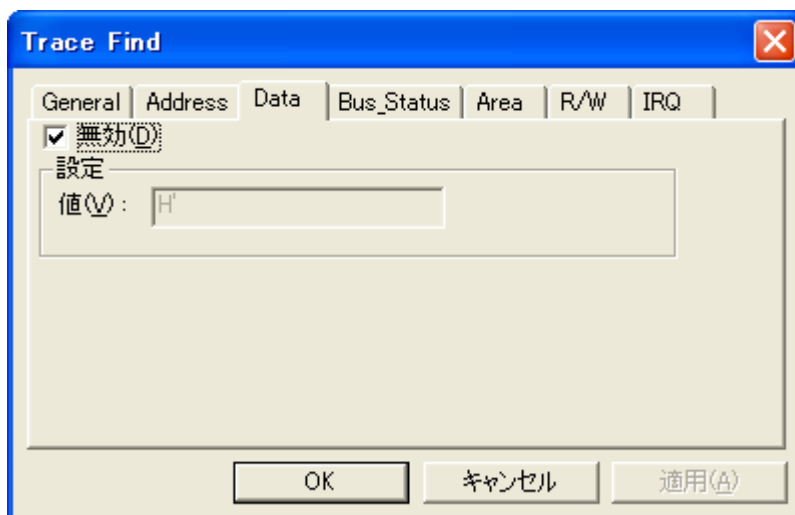 Trace Find
General Address Data Bus_Status Area R/W IRQ
無効(D)
設定
値(V): H'
OK キャンセル 適用(A)